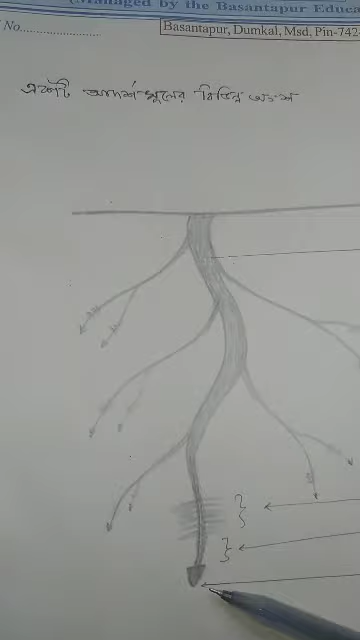 (Managed by the Basantapur Educa
No.....................
Basantapur, Dumkal, Msd, Pin-742
একটি আদর্শ মূলের বিভিন্ন অংশ